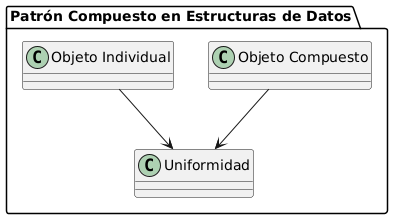 Patrón Compuesto en Estructuras de Datos
C Objeto Individual
C Objeto Compuesto
C Uniformidad